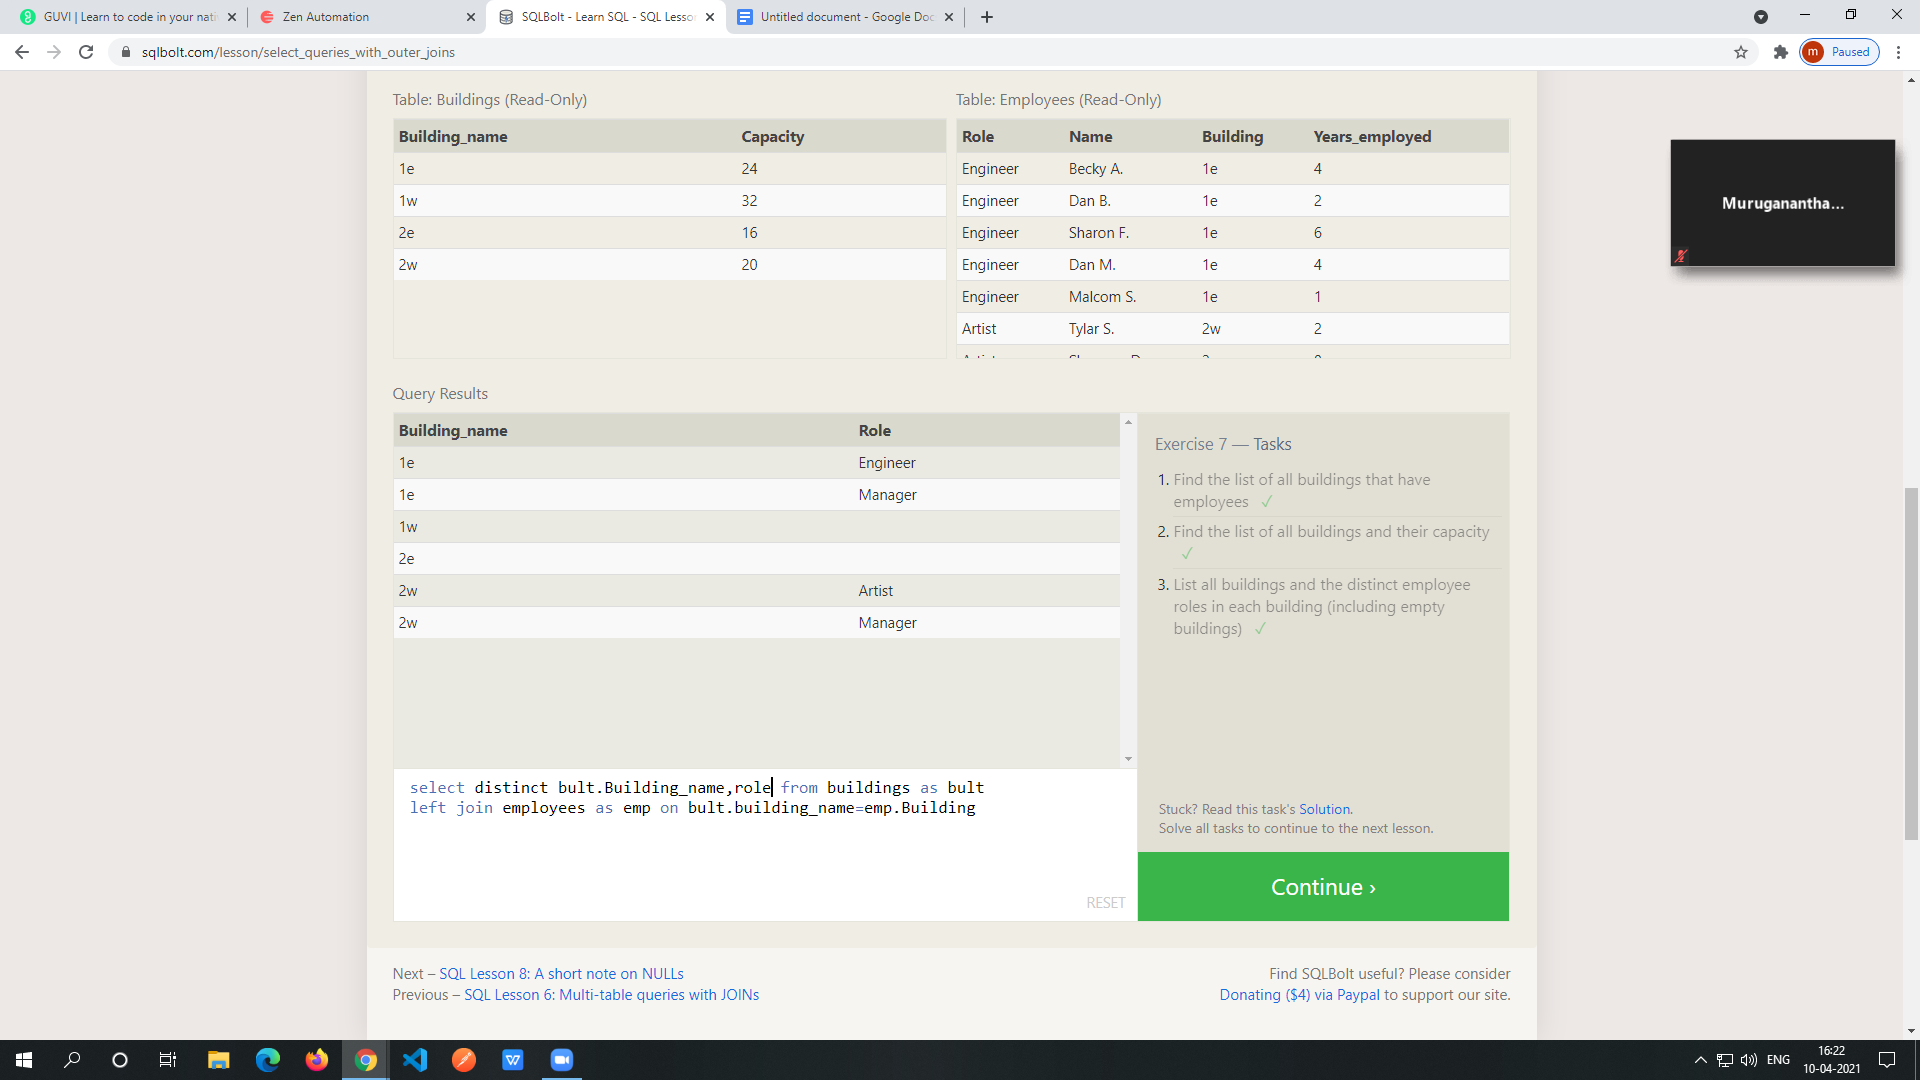 GUVI | Learn to code in your nati
Zen Automation
SQLBolt - Learn SQL - SQL Lesso
Untitled document - Google Doc
sqlbolt.com/lesson/select_queries_with_outer_joins
m Paused
Table: Buildings (Read-Only)
Building_name Capacity
1e 24
1w 32
2e 16
2w 20
Table: Employees (Read-Only)
Role Name Building Years_employed
Engineer Becky A. 1e 4
Engineer Dan B. 1e 2
Engineer Sharon F. 1e 6
Engineer Dan M. 1e 4
Engineer Malcom S. 1e 1
Artist Tylar S. 2w 2
Muruganantha...
Query Results
Building_name Role
1e Engineer
1e Manager
1w
2e
2w Artist
2w Manager
Exercise 7 — Tasks
1. Find the list of all buildings that have
employees ✓
2. Find the list of all buildings and their capacity
✓
3. List all buildings and the distinct employee
roles in each building (including empty
buildings) ✓
select distinct bult.Building_name,role from buildings as bult
left join employees as emp on bult.building_name=emp.Building
RESET
Stuck? Read this task's Solution.
Solve all tasks to continue to the next lesson.
Continue ›
Next – SQL Lesson 8: A short note on NULLs
Previous – SQL Lesson 6: Multi-table queries with JOINs
Find SQLBolt useful? Please consider
Donating ($4) via Paypal to support our site.
ENG
16:22
10-04-2021